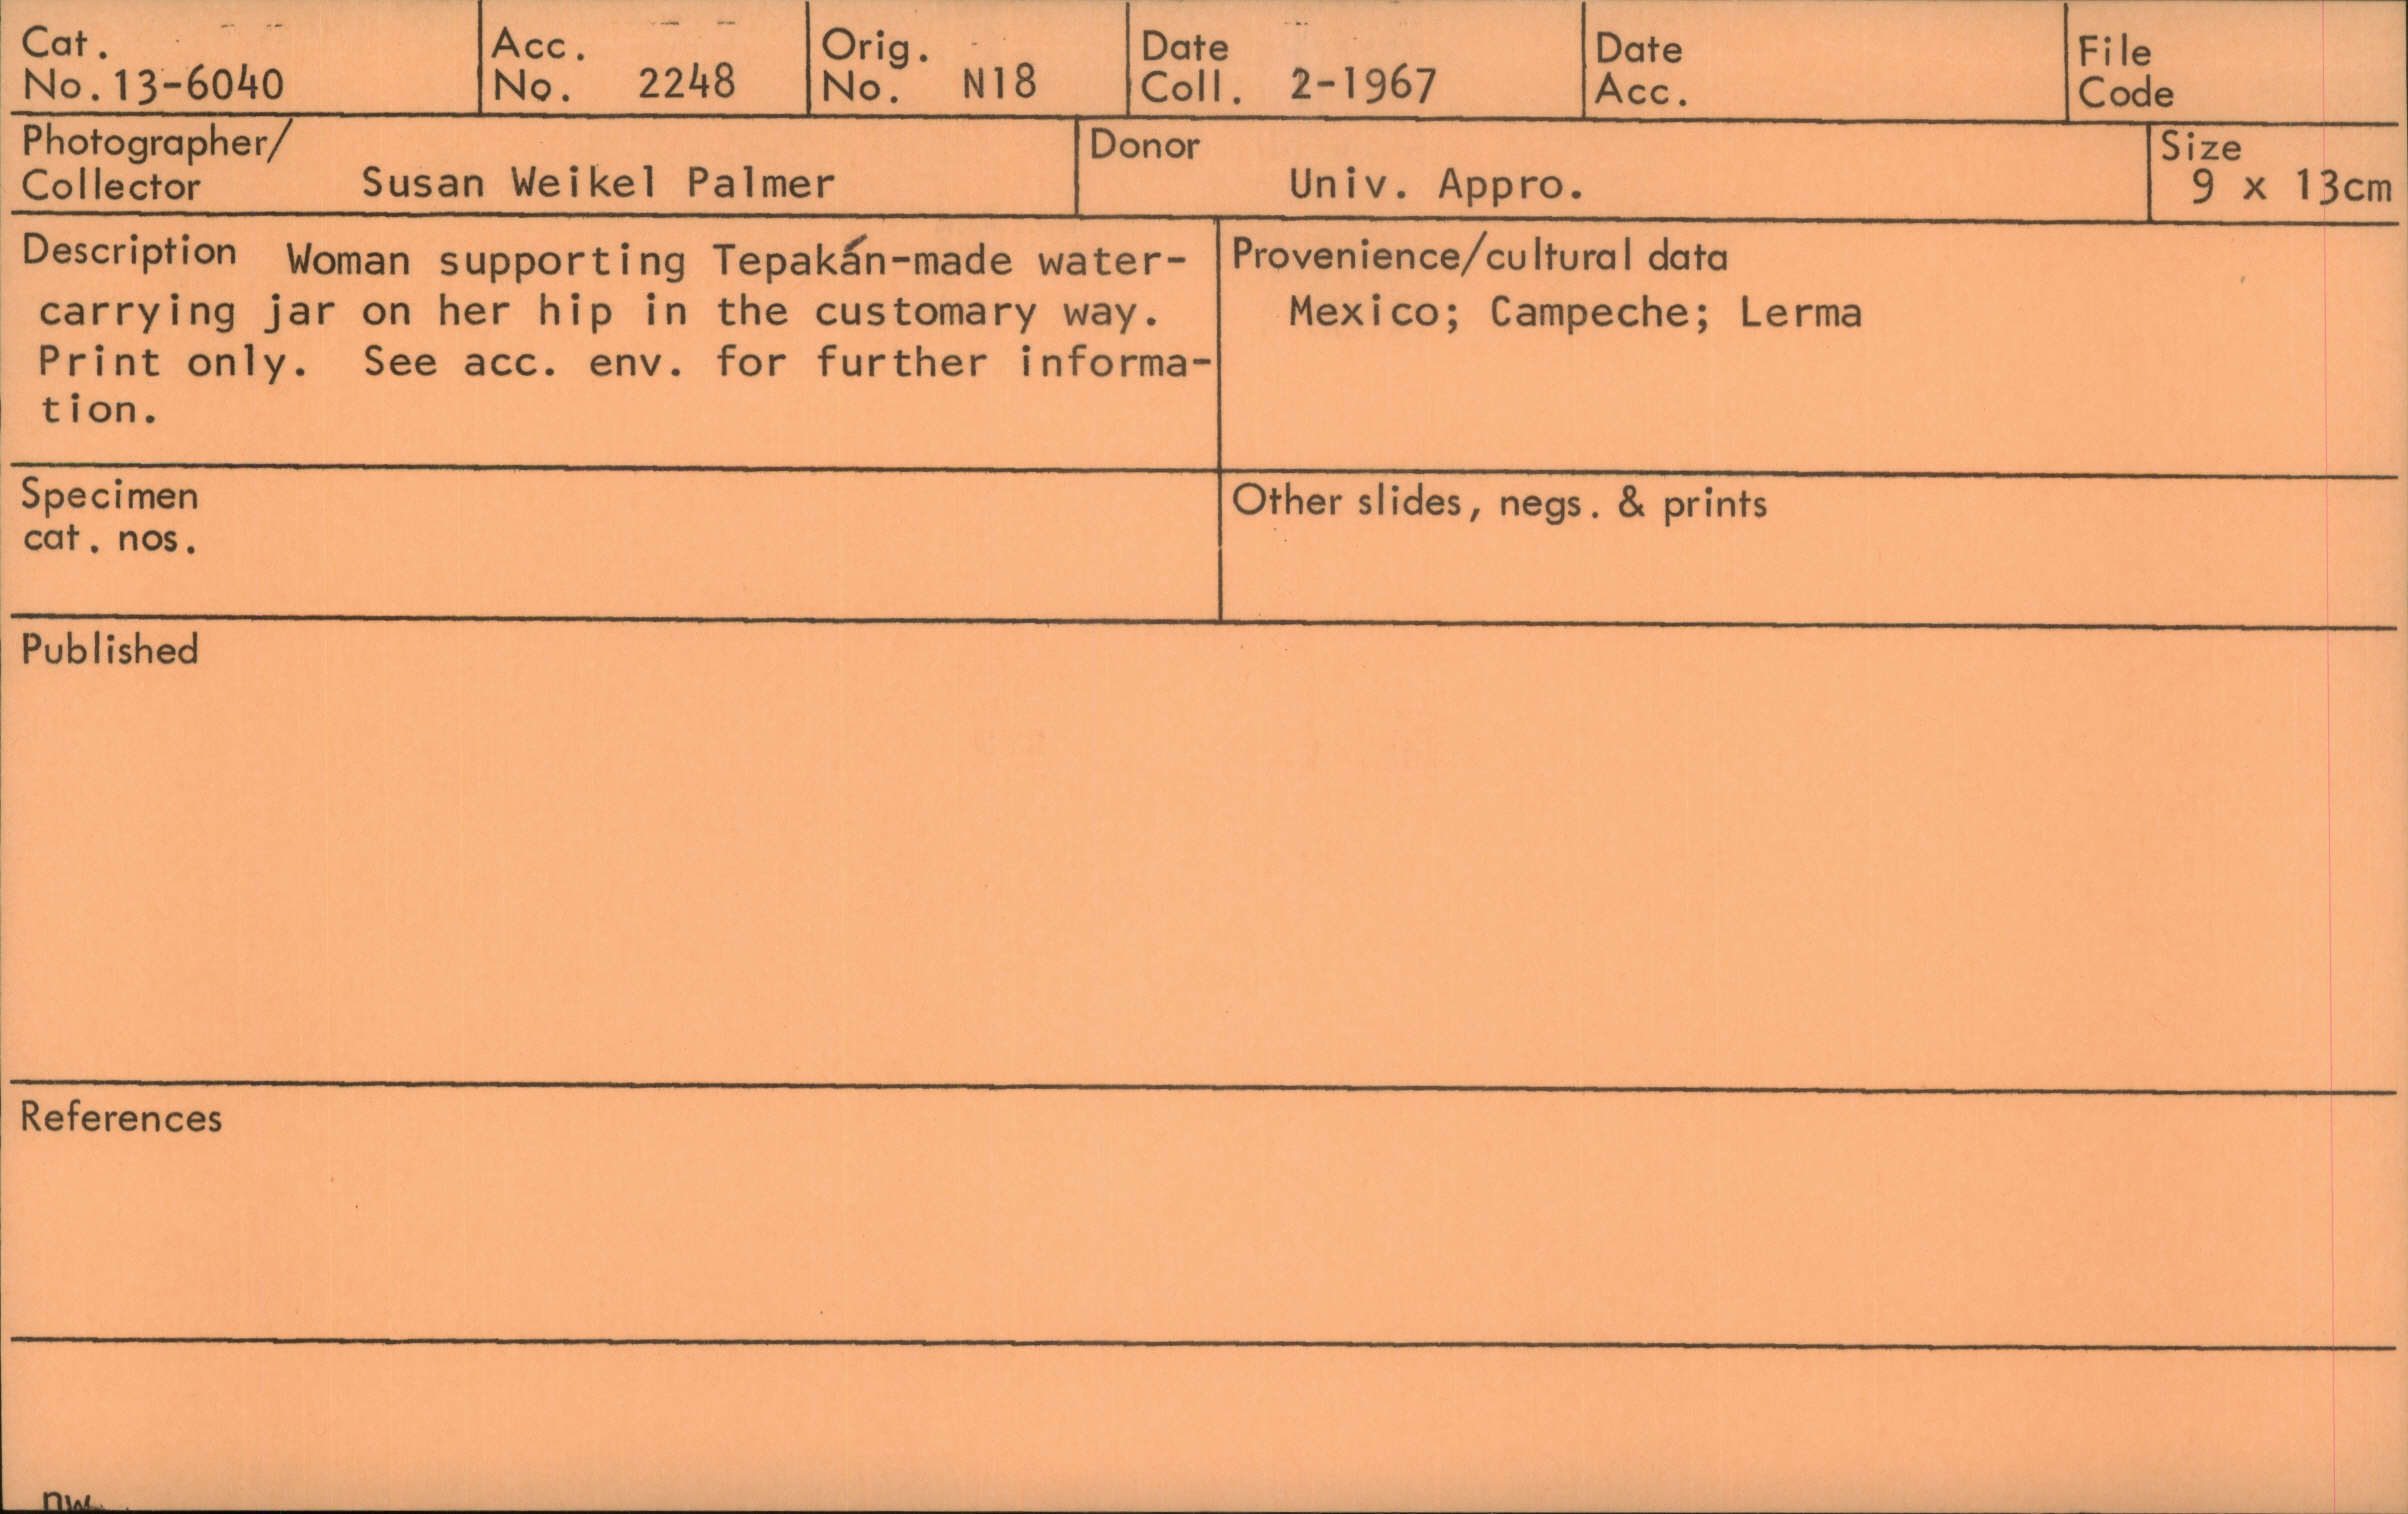 Cat. No. 13-6040
Acc. No. 2248
Orig. No. N18
Date Coll. 2-1967
Date Acc.
File Code
Photographer/
Collector Susan Weikel Palmer
Donor
Univ. Appro.
Size
9 x 13cm
Description Woman supporting Tepakán-made water-
carrying jar on her hip in the customary way.
Print only. See acc. env. for further informa-
tion.
Provenience/cultural data
Mexico; Campeche; Lerma
Specimen
cat. nos.
Other slides, negs. & prints
Published
References